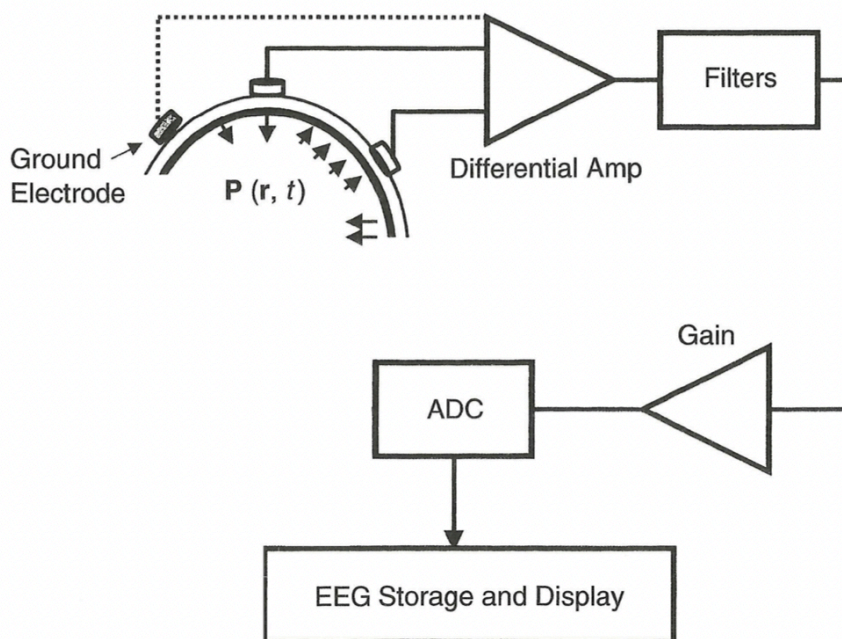 Filters
Differential Amp
Ground
Electrode
P (r, t)
Gain
ADC
EEG Storage and Display